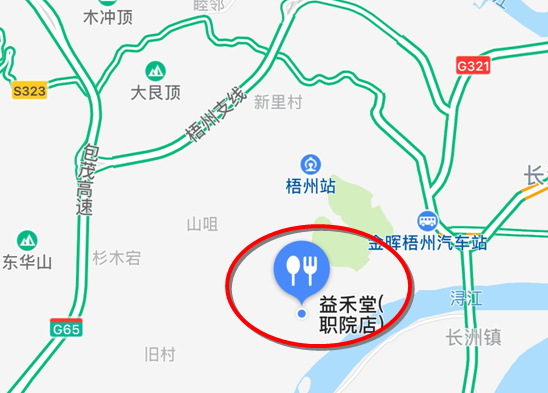 睦邻
木冲顶
江
G321
S323
大艮顶
新里村
梧州支线
包茂高速
梧州站
长
山咀
金晖梧州汽车站
东华山
杉木宕
益禾堂(
职院店)
浔江
G65
长洲镇
旧村